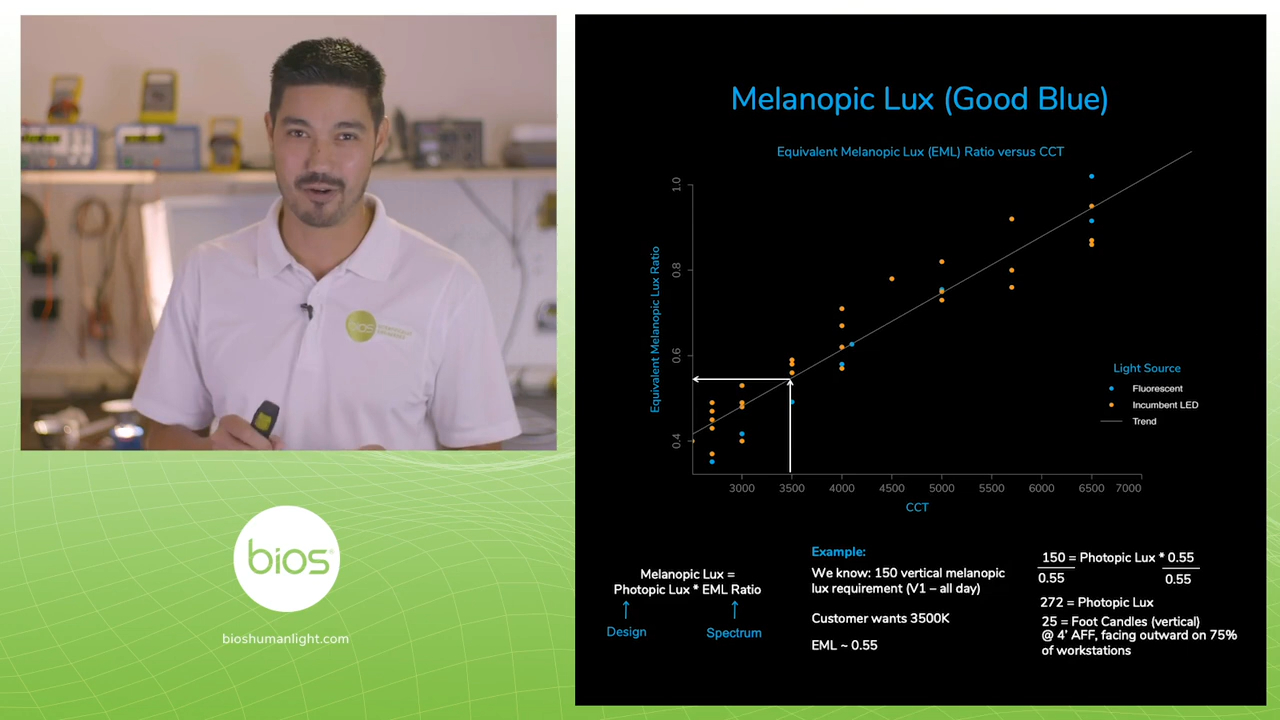 bios
bios
bioshumanlight.com
Melanopic Lux (Good Blue)
Equivalent Melanopic Lux (EML) Ratio versus CCT
Equivalent Melanopic Lux Ratio
1.0
0.8
0.6
0.4
3000 3500 4000 4500 5000 5500 6000 6500 7000
CCT
Light Source
Fluorescent
Incumbent LED
Trend
Melanopic Lux =
Photopic Lux * EML Ratio
Design Spectrum
Example:
We know: 150 vertical melanopic
lux requirement (V1 – all day)
Customer wants 3500K
EML ~ 0.55
150 = Photopic Lux * 0.55
0.55 0.55
272 = Photopic Lux
25 = Foot Candles (vertical)
@ 4' AFF, facing outward on 75%
of workstations